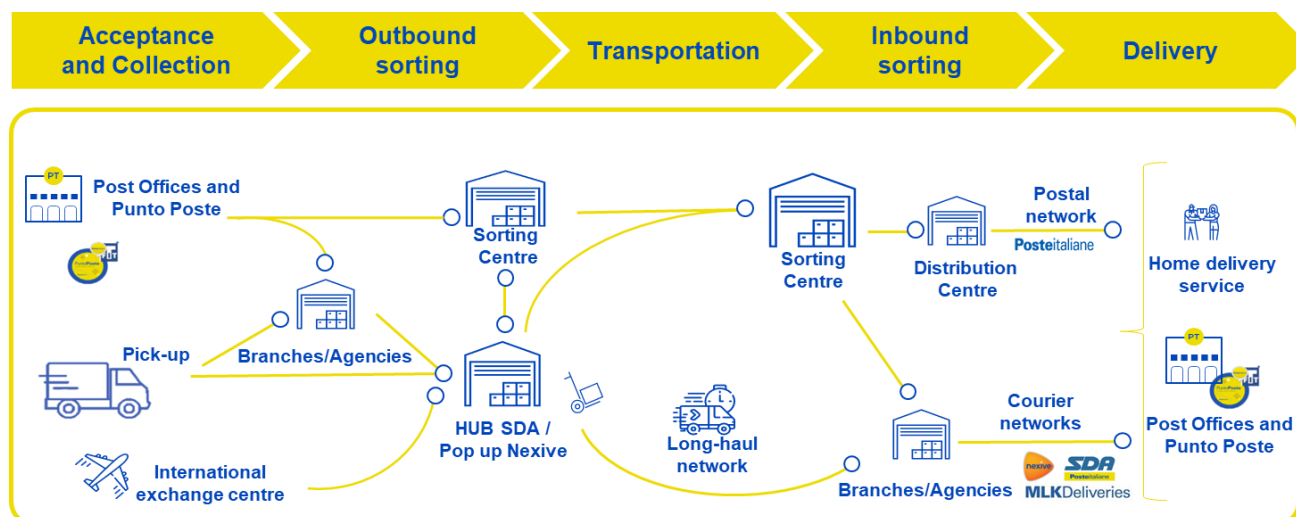 Acceptance
and Collection
Outbound
sorting
Transportation
Inbound
sorting
Delivery
PT
Post Offices and
Punto Poste
Sorting
Centre
Pick-up
Branches/Agencies
HUB SDA /
Pop up Nexive
International
exchange centre
Long-haul
network
Sorting
Centre
Distribution
Centre
Postal
network
Posteitaliane
Branches/Agencies
Courier
networks
nexive
SDA
Posteitaliane
MLKDeliveries
Home delivery
service
PT
Post Offices and
Punto Poste